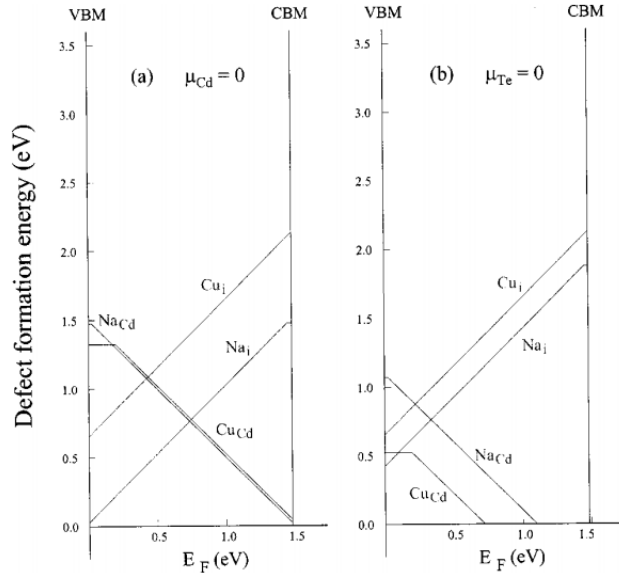 VBM CBM
(a) μCd = 0
Defect formation energy (eV)
3.5
3.0
2.5
2.0
1.5
1.0
0.5
0.0
Cui
NaCd
Nai
CuCd
0.5 1.0 1.5
E F (eV)
VBM CBM
(b) μTe = 0
3.5
3.0
2.5
2.0
1.5
1.0
0.5
0.0
Cui
Nai
NaCd
CuCd
0.5 1.0 1.5
E F (eV)